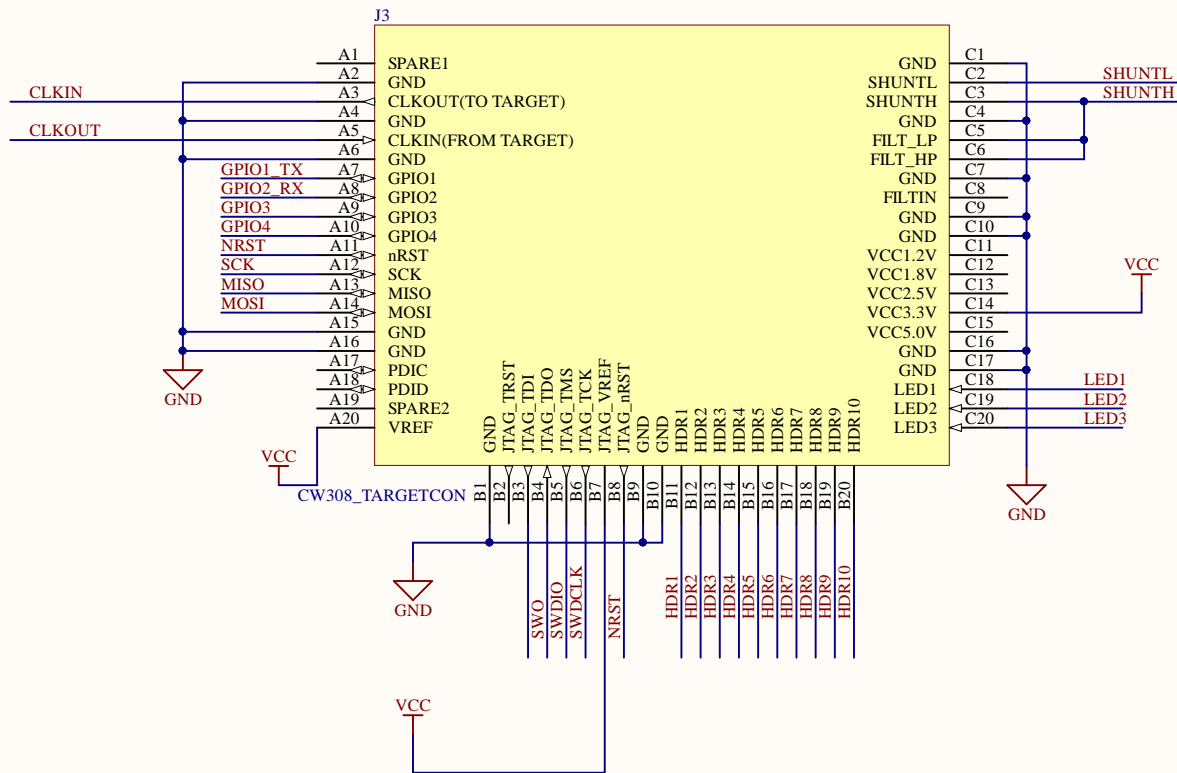 J3
A1 SPARE1
A2 GND
CLKIN A3 CLKOUT(TO TARGET)
A4 GND
CLKOUT A5 CLKIN(FROM TARGET)
A6 GND
GPIO1_TX A7 GPIO1
GPIO2_RX A8 GPIO2
GPIO3 A9 GPIO3
GPIO4 A10 GPIO4
NRST A11 nRST
SCK A12 SCK
MISO A13 MISO
MOSI A14 MOSI
A15 GND
A16 GND
A17 PDIC
A18 PDID
A19 SPARE2
A20 VREF
GND
VCC
GND C1
SHUNTL C2 SHUNTL
SHUNTH C3 SHUNTH
GND C4
FILT_LP C5
FILT_HP C6
GND C7
FILTIN C8
GND C9
GND C10
VCC1.2V C11
VCC1.8V C12
VCC2.5V C13
VCC3.3V C14
VCC5.0V C15
GND C16
GND C17
LED1 C18 LED1
LED2 C19 LED2
LED3 C20 LED3
VCC
GND
GND B1
JTAG_TRST B2
JTAG_TDI B3
JTAG_TDO B4 SWO
JTAG_TMS B5 SWDIO
JTAG_TCK B6 SWDCLK
JTAG_VREF B7
JTAG_nRST B8 NRST
GND B9
GND B10
HDR1 B11 HDR1
HDR2 B12 HDR2
HDR3 B13 HDR3
HDR4 B14 HDR4
HDR5 B15 HDR5
HDR6 B16 HDR6
HDR7 B17 HDR7
HDR8 B18 HDR8
HDR9 B19 HDR9
HDR10 B20 HDR10
CW308_TARGETCON
GND
VCC